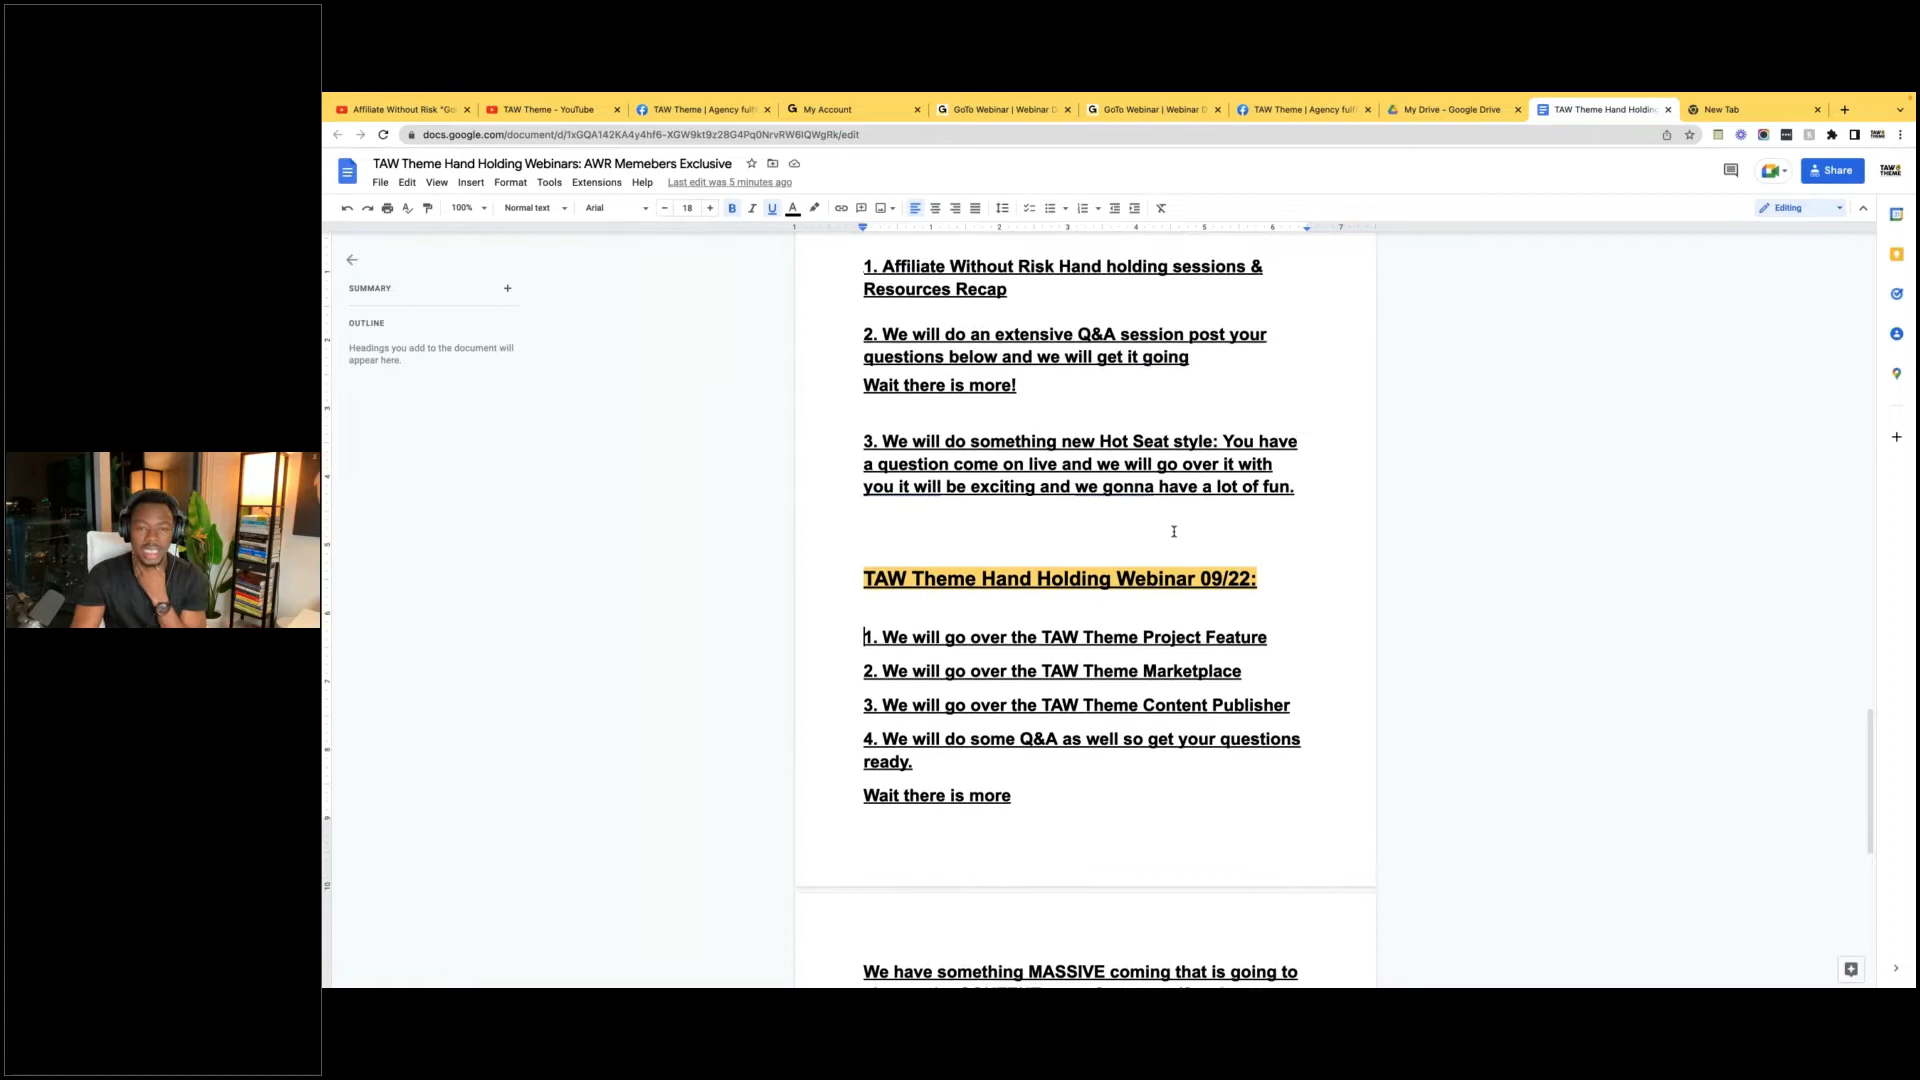 Affiliate Without Risk "Go
TAW Theme - YouTube
TAW Theme | Agency fulfi
My Account
GoTo Webinar | Webinar D
GoTo Webinar | Webinar D
TAW Theme | Agency fulfi
My Drive - Google Drive
TAW Theme Hand Holding
New Tab
docs.google.com/document/d/1xGQA142KA4y4hf6-XGW9kt9z28G4Pq0NrvRW6IQWgRk/edit
TAW Theme Hand Holding Webinars: AWR Memebers Exclusive
File Edit View Insert Format Tools Extensions Help Last edit was 5 minutes ago
Share
TAW
THEME
100% Normal text Arial 18
Editing
SUMMARY
OUTLINE
Headings you add to the document will
appear here.
1. Affiliate Without Risk Hand holding sessions &
Resources Recap
2. We will do an extensive Q&A session post your
questions below and we will get it going
Wait there is more!
3. We will do something new Hot Seat style: You have
a question come on live and we will go over it with
you it will be exciting and we gonna have a lot of fun.
TAW Theme Hand Holding Webinar 09/22:
1. We will go over the TAW Theme Project Feature
2. We will go over the TAW Theme Marketplace
3. We will go over the TAW Theme Content Publisher
4. We will do some Q&A as well so get your questions
ready.
Wait there is more
We have something MASSIVE coming that is going to